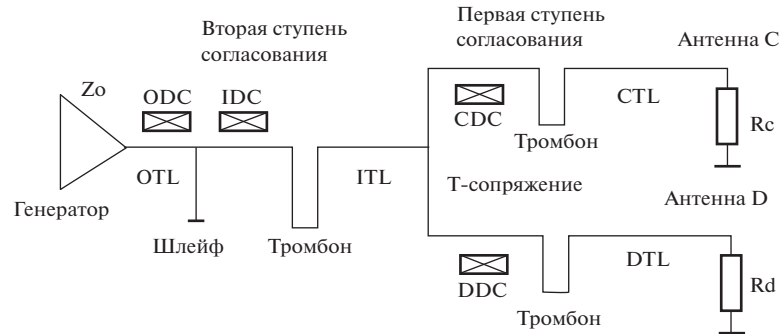 Вторая ступень
согласования
Первая ступень
согласования
Антенна C
Zo
ODC
IDC
CDC
CTL
Rc
Тромбон
OTL
ITL
Т-сопряжение
Генератор
Шлейф
Тромбон
Антенна D
DDC
DTL
Rd
Тромбон